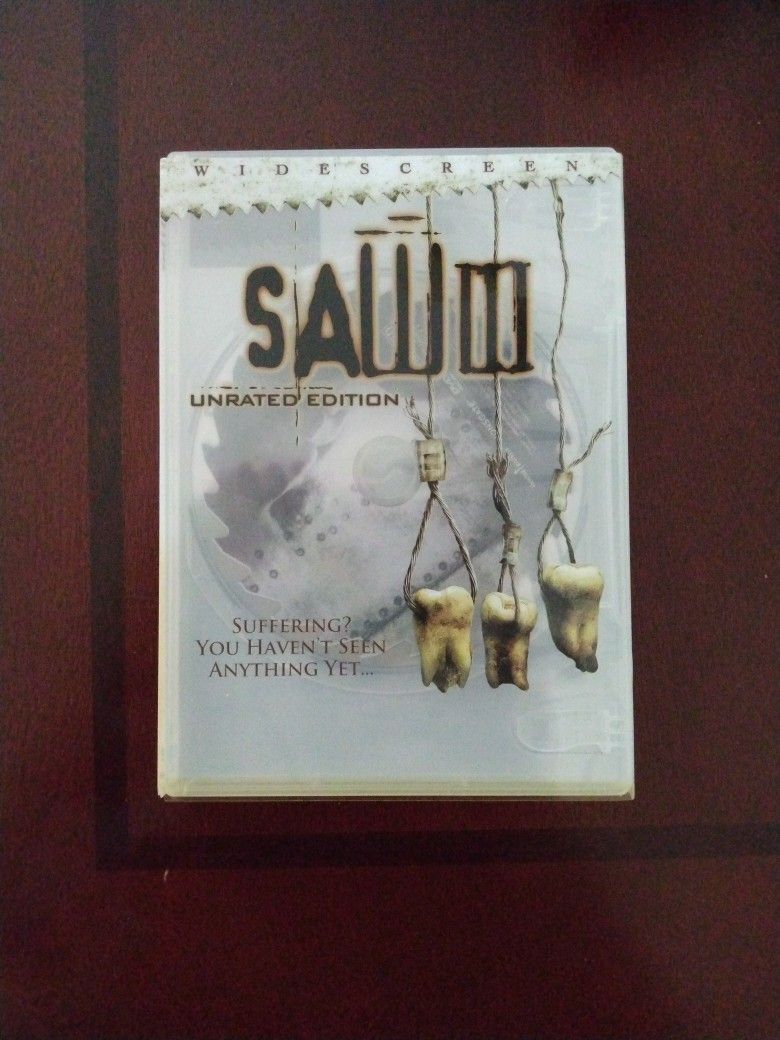 WIDESCREEN
SAW III
UNRATED EDITION
SUFFERING?
YOU HAVEN'T SEEN
ANYTHING YET...